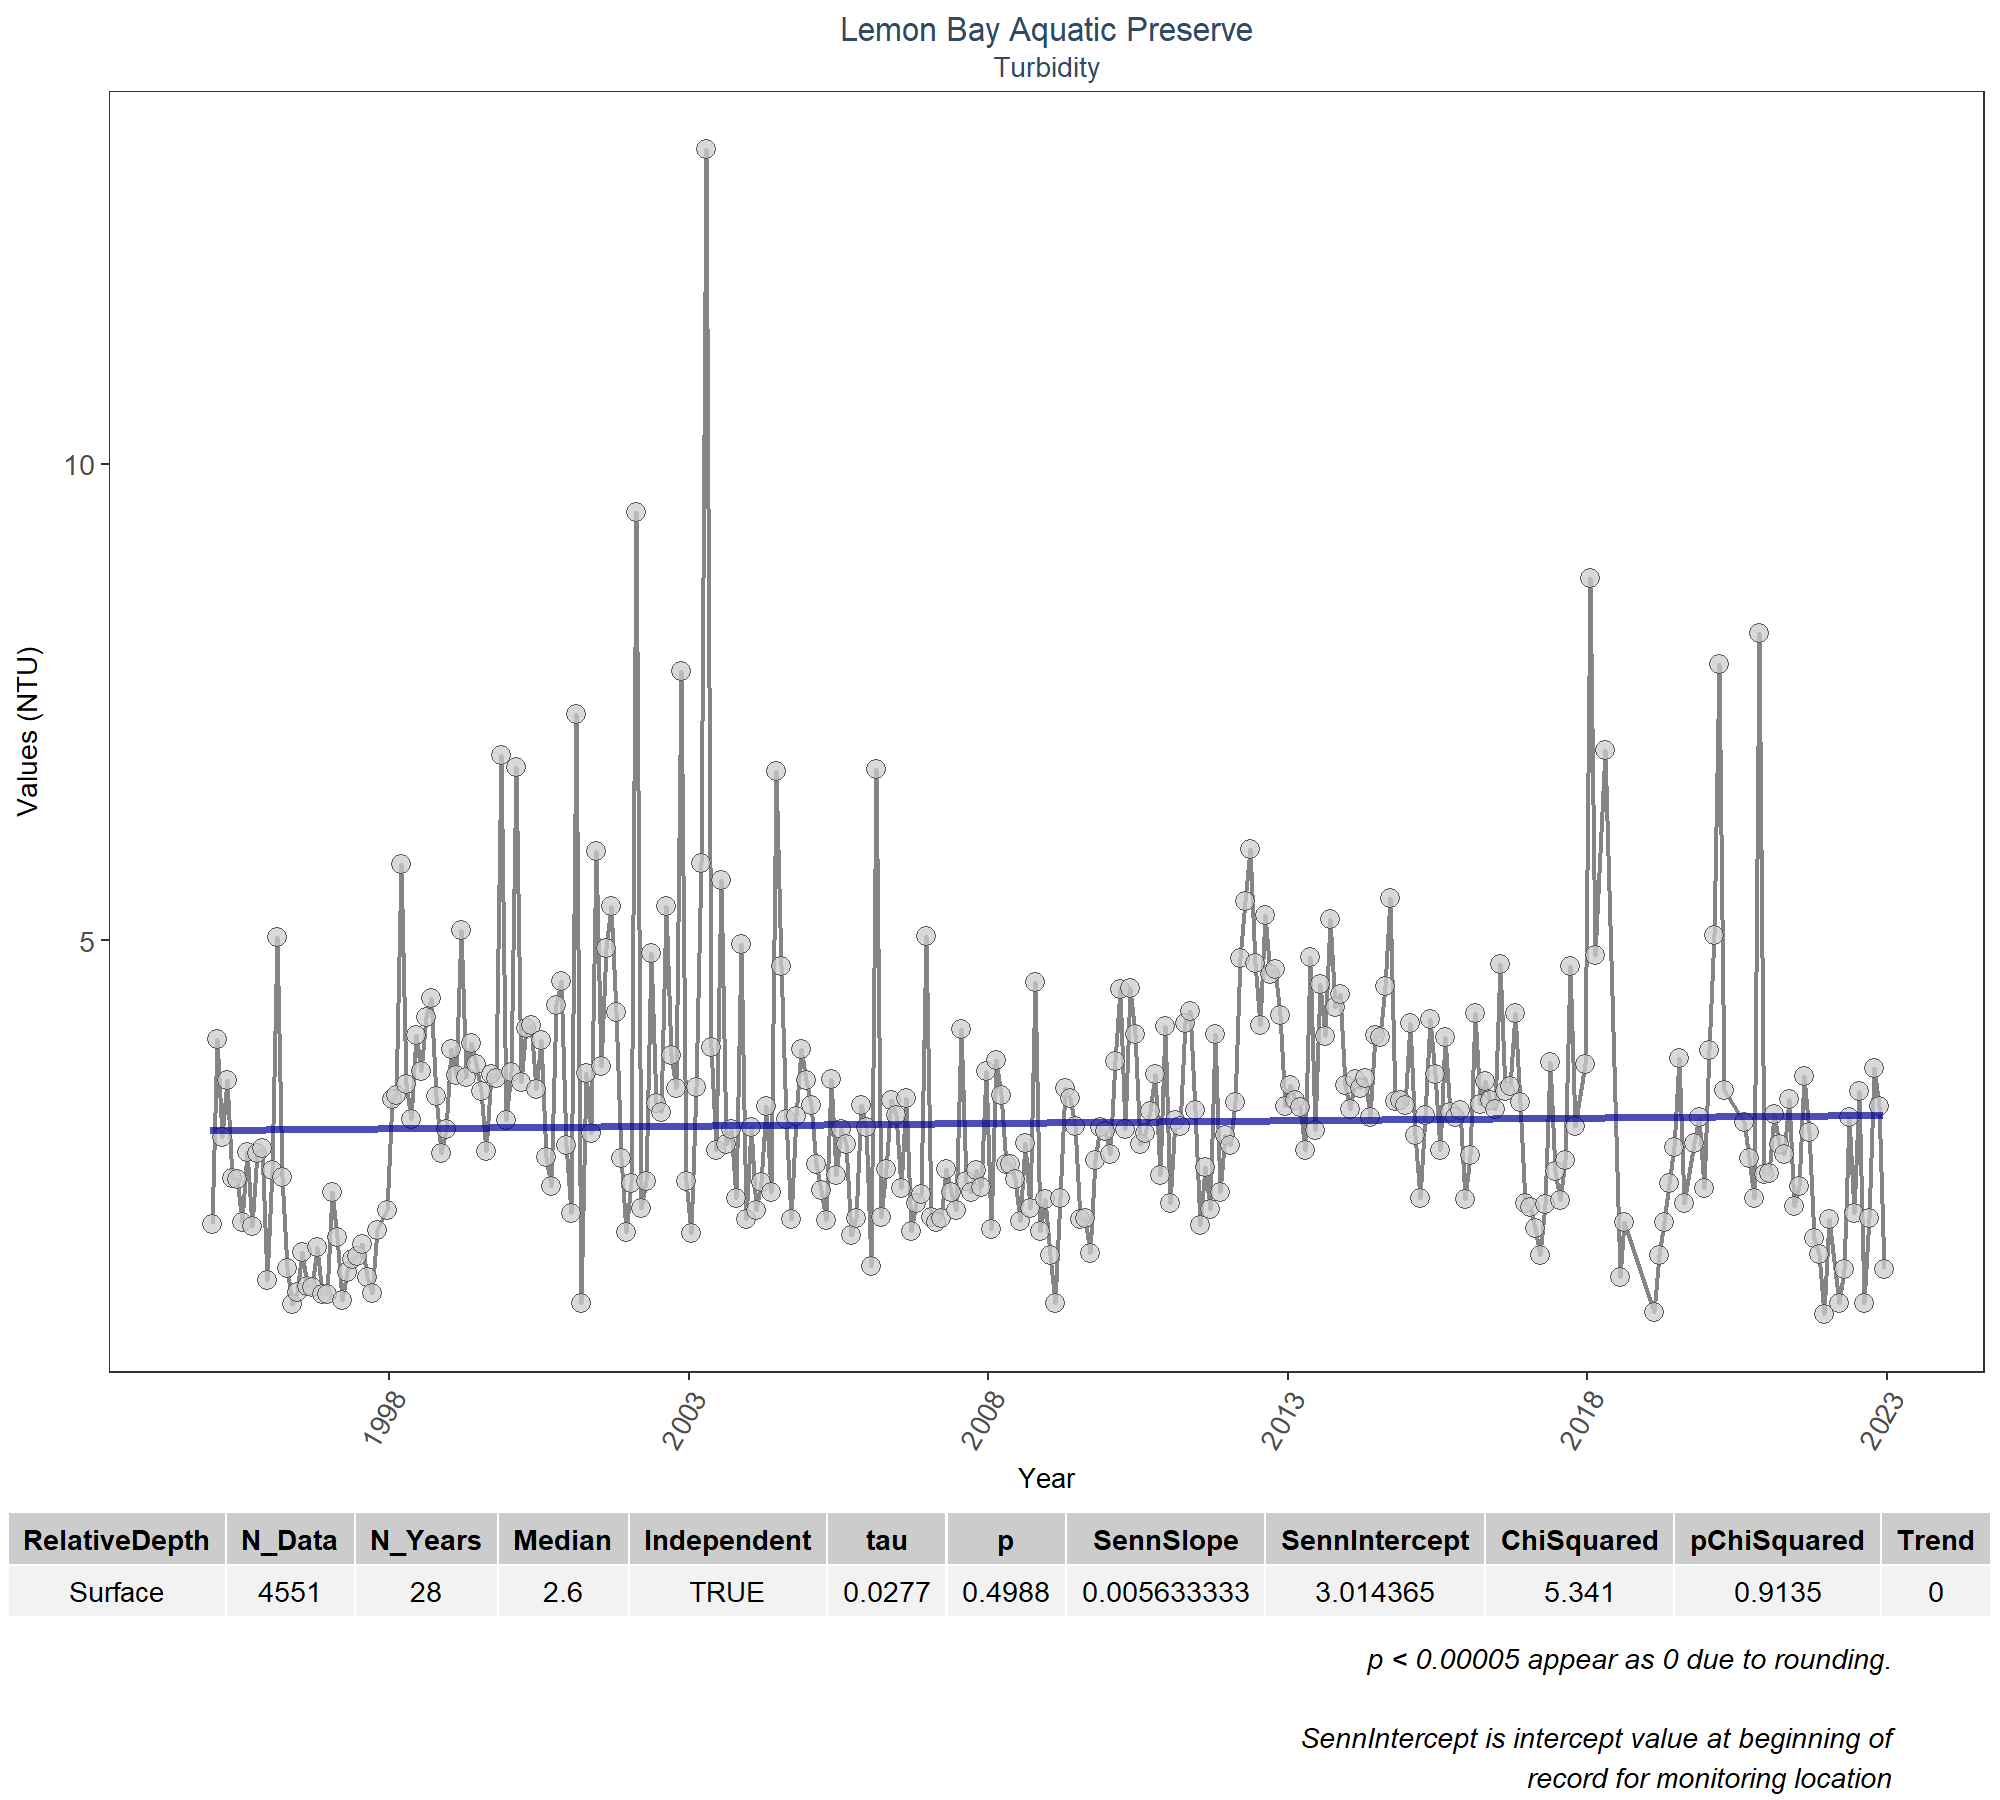 Lemon Bay Aquatic Preserve
Turbidity
Values (NTU)
10
5
1998
2003
2008
2013
2018
2023
Year
RelativeDepth N_Data N_Years Median Independent tau p SennSlope SennIntercept ChiSquared pChiSquared Trend
Surface 4551 28 2.6 TRUE 0.0277 0.4988 0.005633333 3.014365 5.341 0.9135 0
p < 0.00005 appear as 0 due to rounding.
SennIntercept is intercept value at beginning of
record for monitoring location